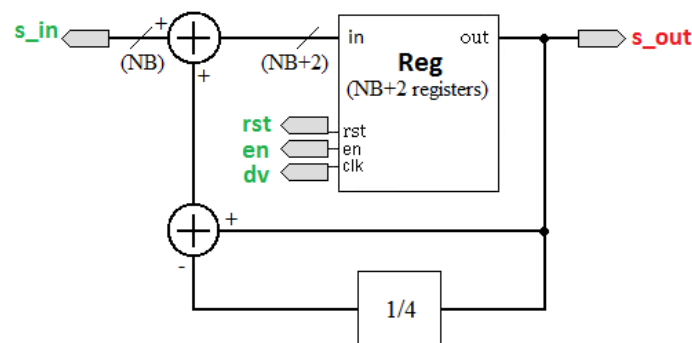 s_in
+
(NB)
+
(NB+2)
in
out
Reg
(NB+2 registers)
s_out
rst
rst
en
en
dv
clk
+
-
1/4